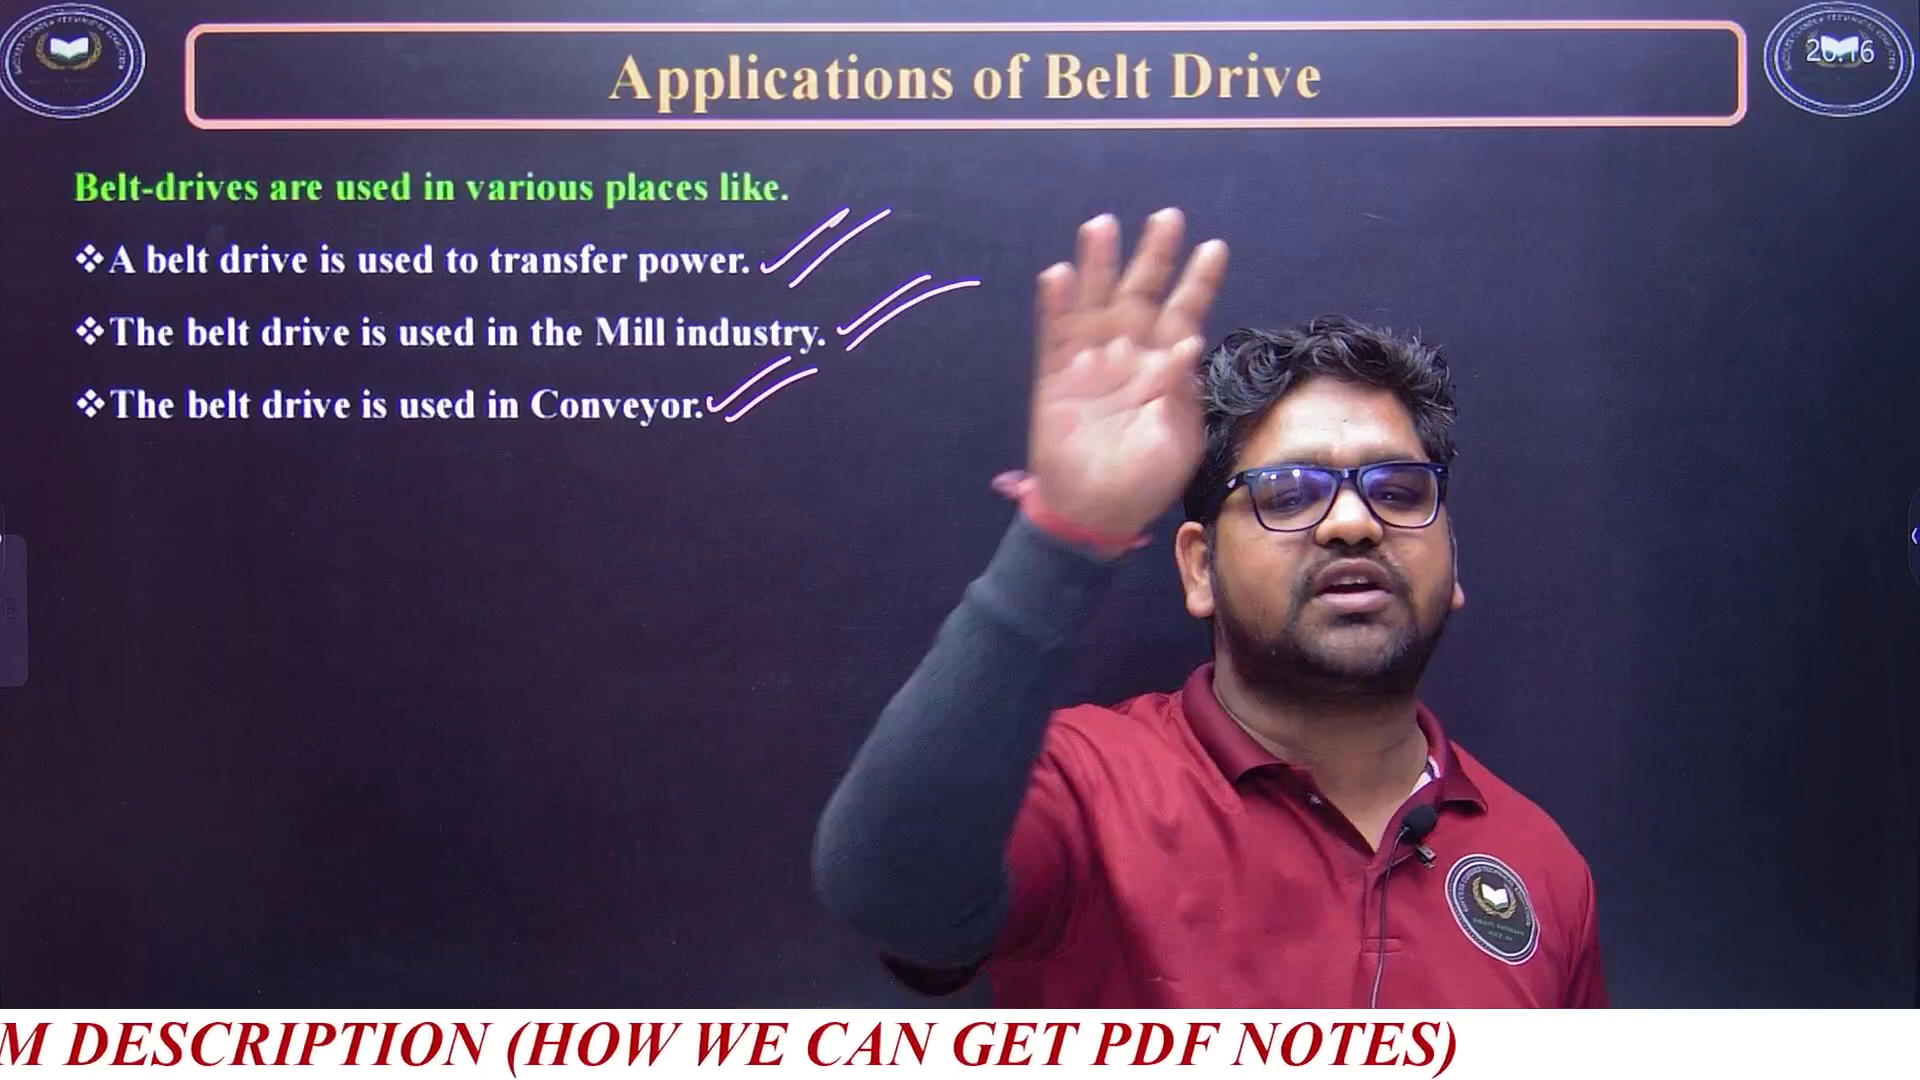 Applications of Belt Drive
20:16
Belt-drives are used in various places like.
❖A belt drive is used to transfer power.
❖The belt drive is used in the Mill industry.
❖The belt drive is used in Conveyor.
M DESCRIPTION (HOW WE CAN GET PDF NOTES)